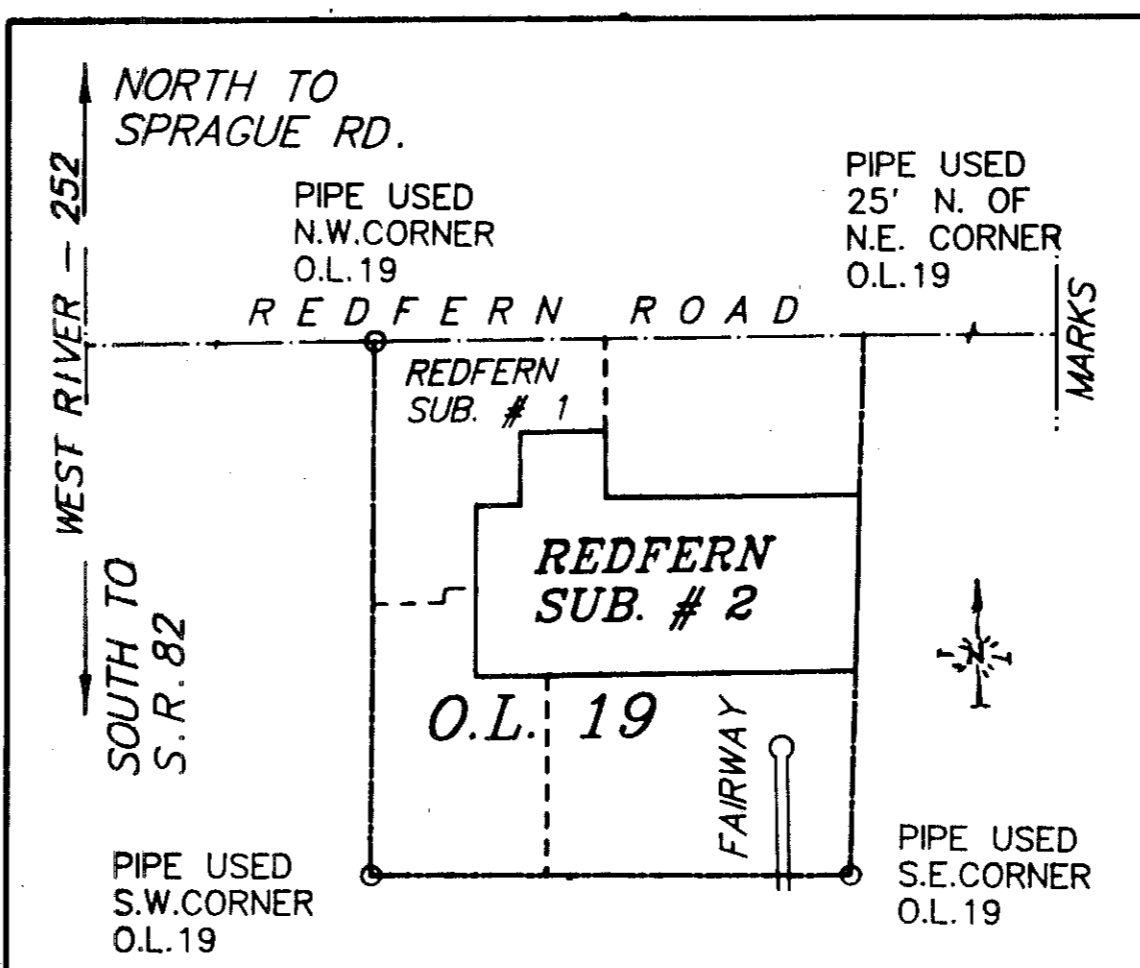 NORTH TO
SPRAGUE RD.
WEST RIVER - 252
SOUTH TO
S.R. 82
PIPE USED
N.W.CORNER
O.L.19
PIPE USED
25' N. OF
N.E. CORNER
O.L.19
REDFERN ROAD
MARKS
REDFERN
SUB. # 1
REDFERN
SUB. # 2
O.L. 19
FAIRWAY
N
PIPE USED
S.W.CORNER
O.L.19
PIPE USED
S.E.CORNER
O.L.19